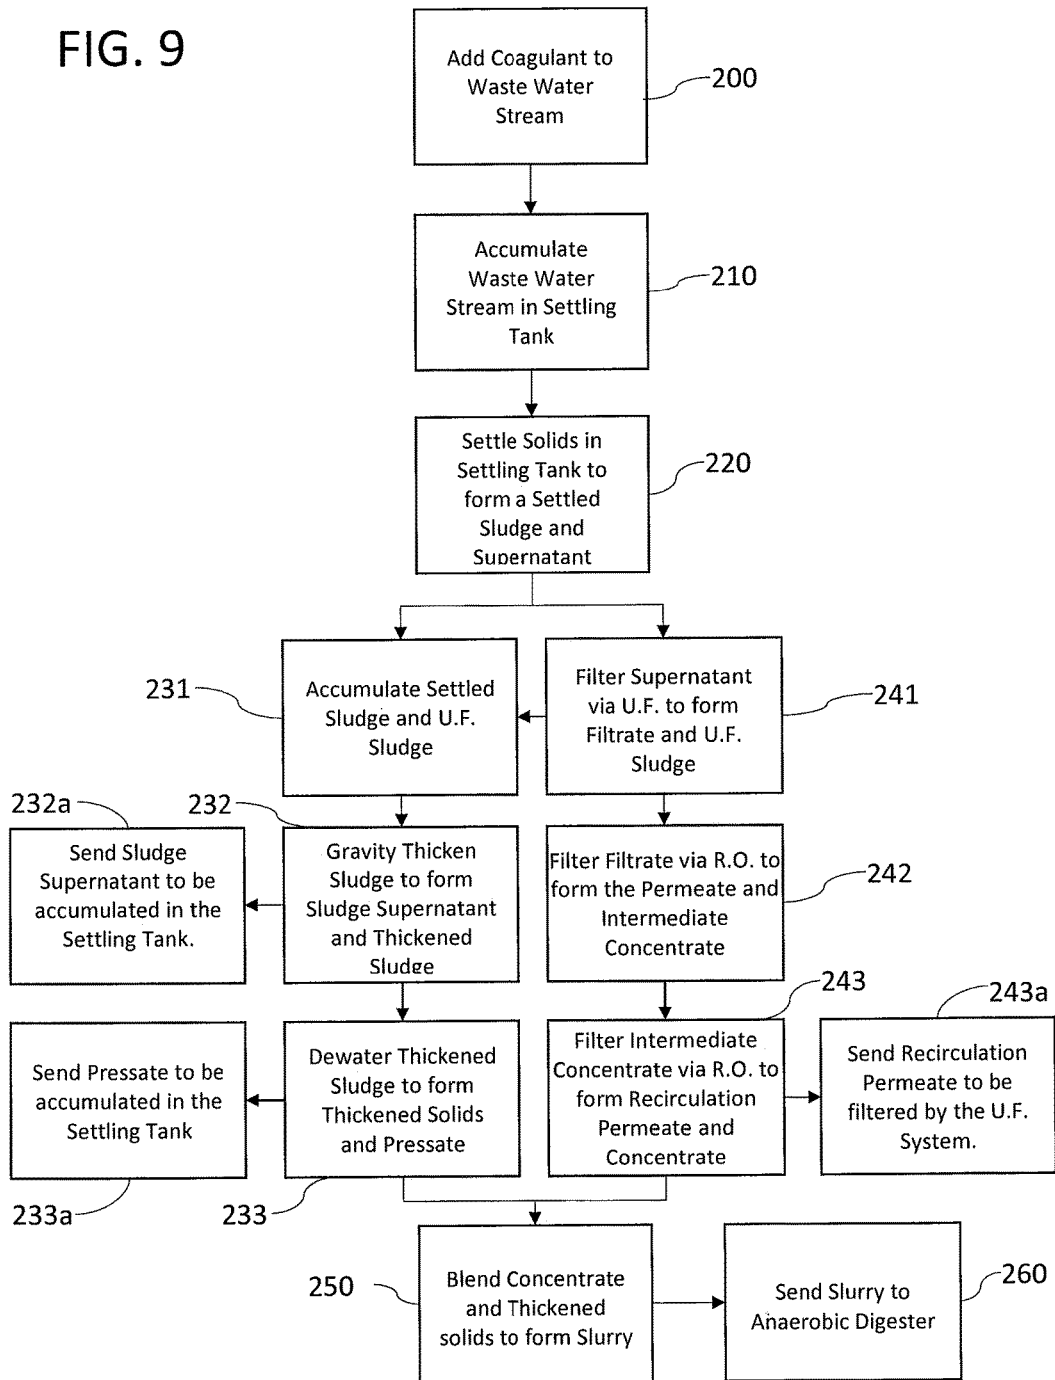 FIG. 9
Add Coagulant to
Waste Water
Stream
200
Accumulate
Waste Water
Stream in Settling
Tank
210
Settle Solids in
Settling Tank to
form a Settled
Sludge and
Supernatant
220
231
Accumulate Settled
Sludge and U.F.
Sludge
Filter Supernatant
via U.F. to form
Filtrate and U.F.
Sludge
241
232a
232
Send Sludge
Supernatant to be
accumulated in the
Settling Tank.
Gravity Thicken
Sludge to form
Sludge Supernatant
and Thickened
Sludge
Filter Filtrate via R.O. to
form the Permeate and
Intermediate
Concentrate
242
243
243a
Send Pressate to be
accumulated in the
Settling Tank
Dewater Thickened
Sludge to form
Thickened Solids
and Pressate
Filter Intermediate
Concentrate via R.O. to
form Recirculation
Permeate and
Concentrate
Send Recirculation
Permeate to be
filtered by the U.F.
System.
233a
233
250
Blend Concentrate
and Thickened
solids to form Slurry
Send Slurry to
Anaerobic Digester
260